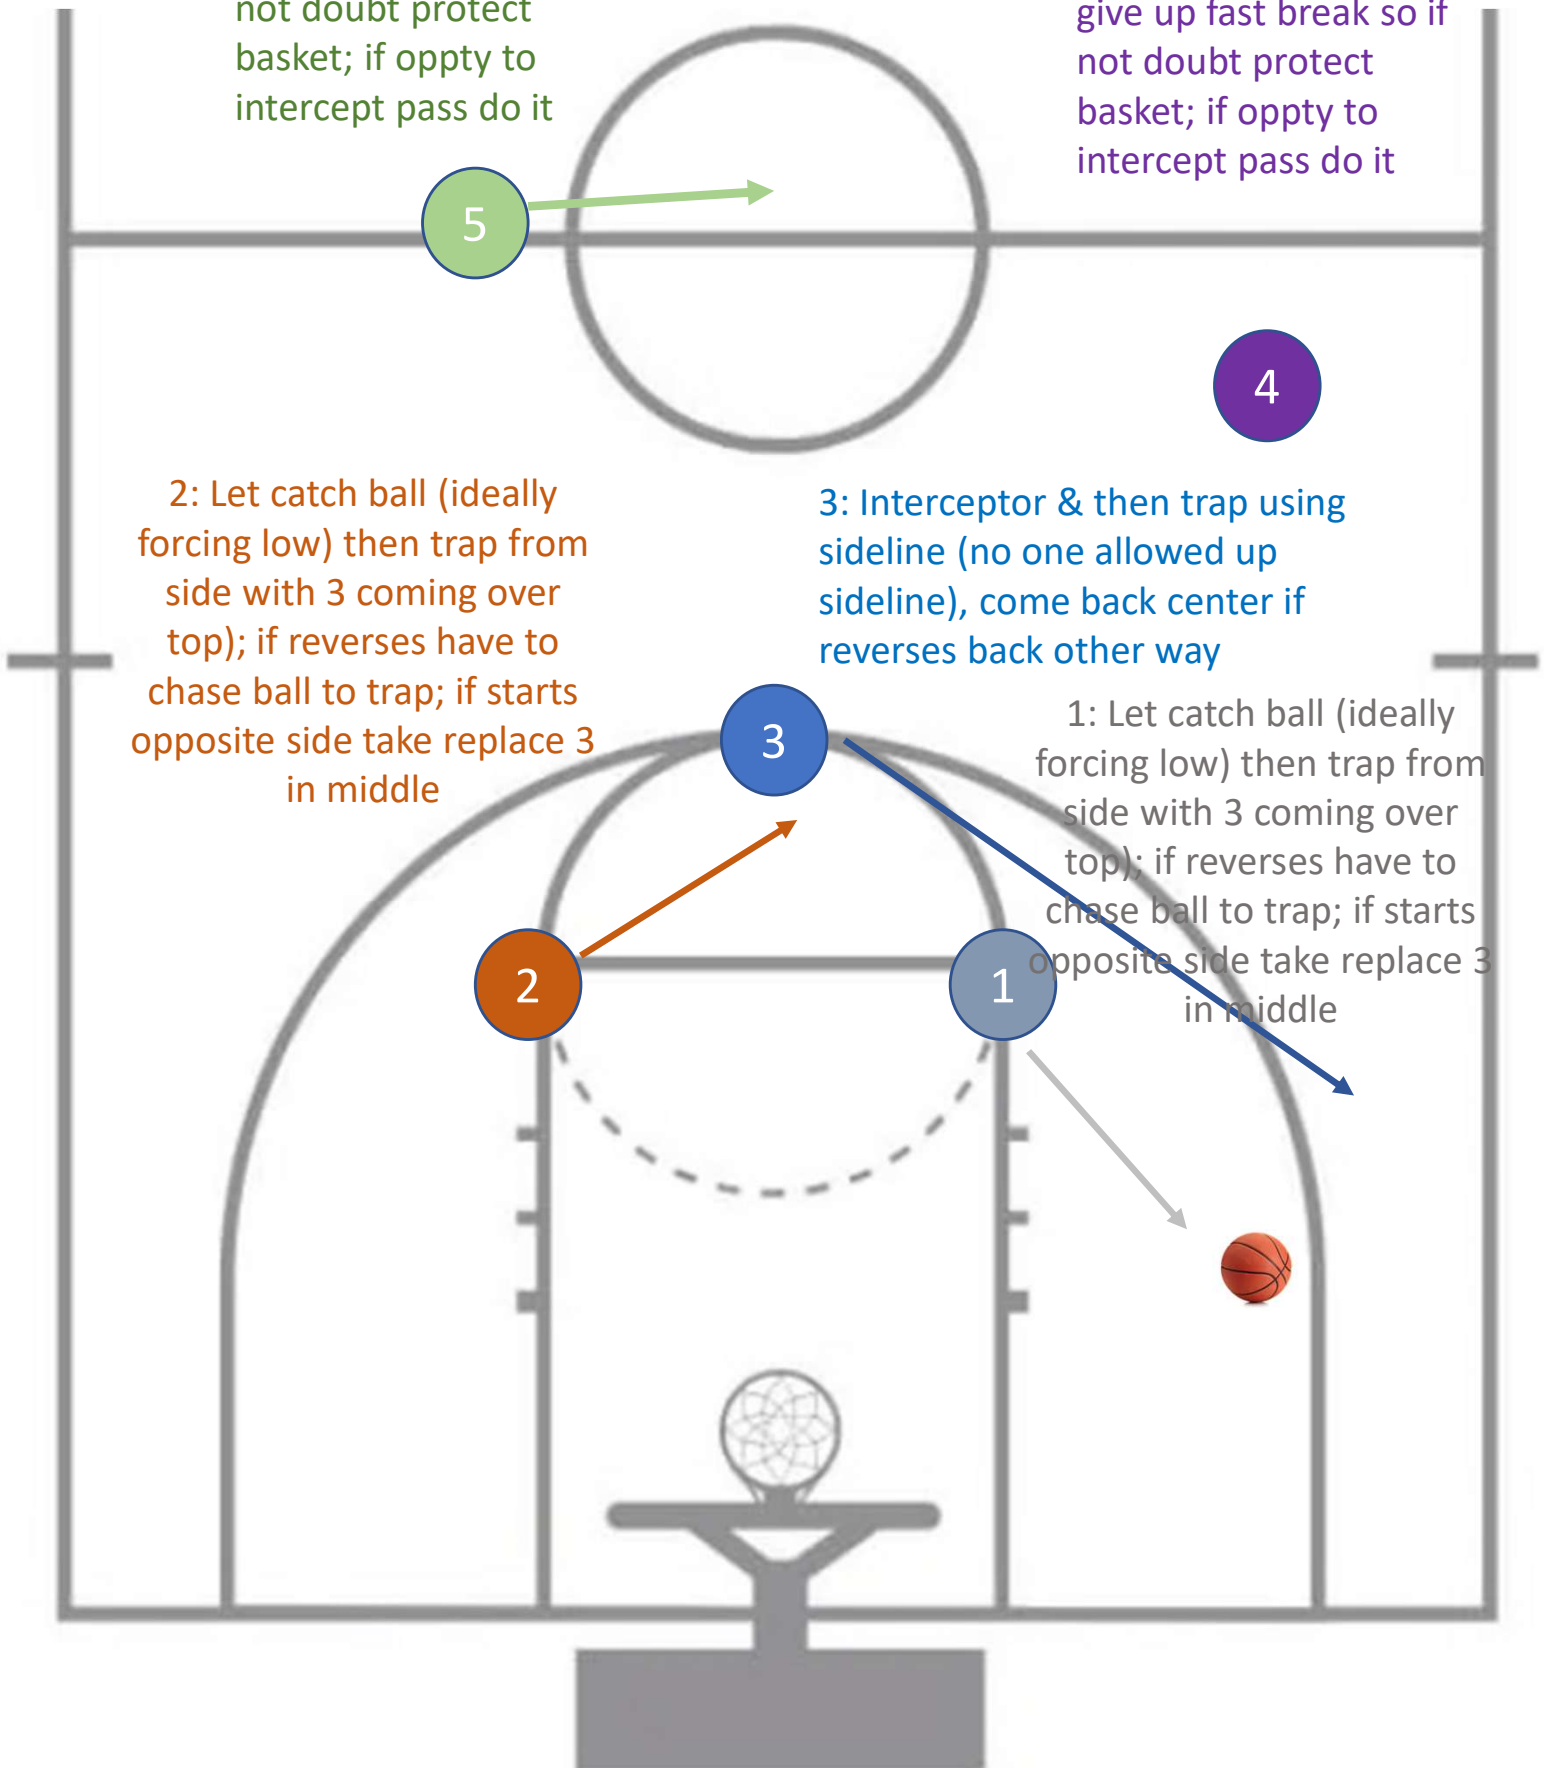 not doubt protect
basket; if oppty to
intercept pass do it
give up fast break so if
not doubt protect
basket; if oppty to
intercept pass do it
5
4
2: Let catch ball (ideally
forcing low) then trap from
side with 3 coming over
top); if reverses have to
chase ball to trap; if starts
opposite side take replace 3
in middle
3: Interceptor & then trap using
sideline (no one allowed up
sideline), come back center if
reverses back other way
3
1: Let catch ball (ideally
forcing low) then trap from
side with 3 coming over
top); if reverses have to
chase ball to trap; if starts
opposite side take replace 3
in middle
2
1